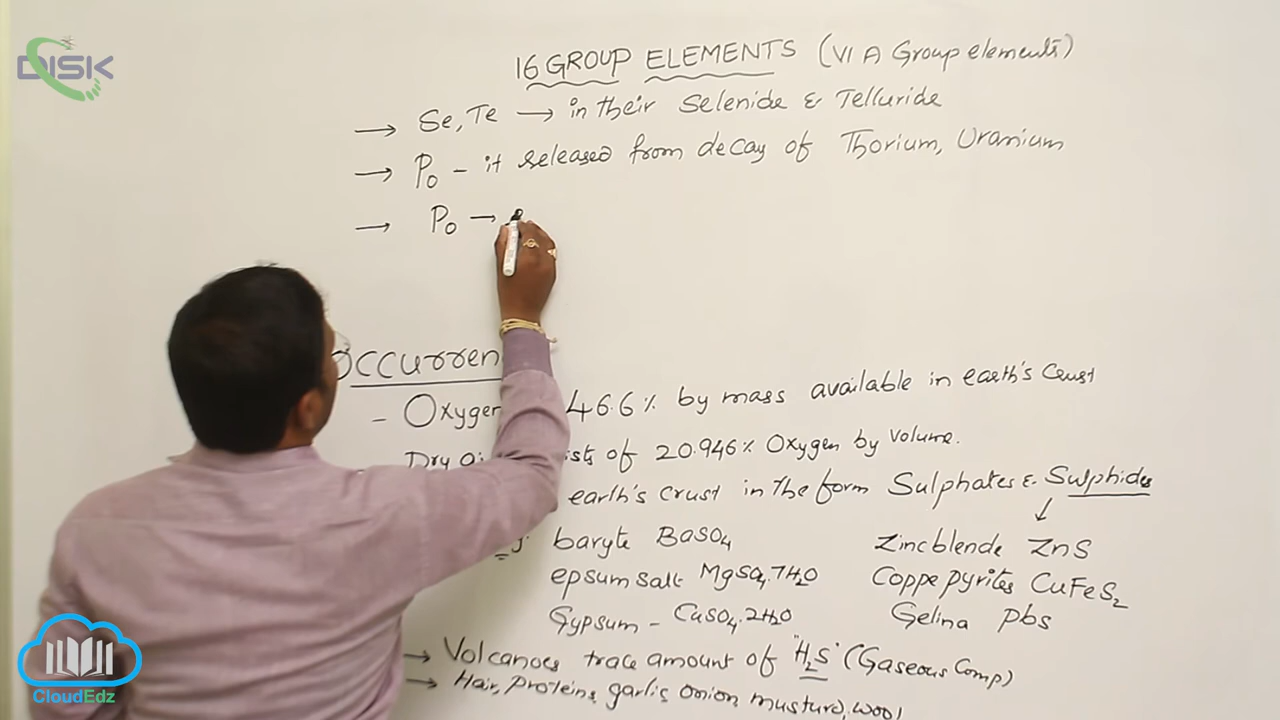 DISK
16 GROUP ELEMENTS (VI A Group elements)
→ Se, Te → in their Selenide & Telluride
→ Po - it released from decay of Thorium, Uranium
→ Po →
Occurren
- Oxygen 46.6% by mass available in earth's crust
Dry ai of 20.946% Oxygen by volume.
earth's crust in the form Sulphates & Sulphides
baryte BaSO4 Zincblende ZnS
epsum salt MgSO4.7H2O Coppe pyrites CuFeS2
Gypsum - CaSO4.2H2O Gelina Pbs
→ Volcanoes trace amount of "H2S" (Gaseous Comp)
→ Hair, proteins, garlic onion musturd, wool
CloudEdz